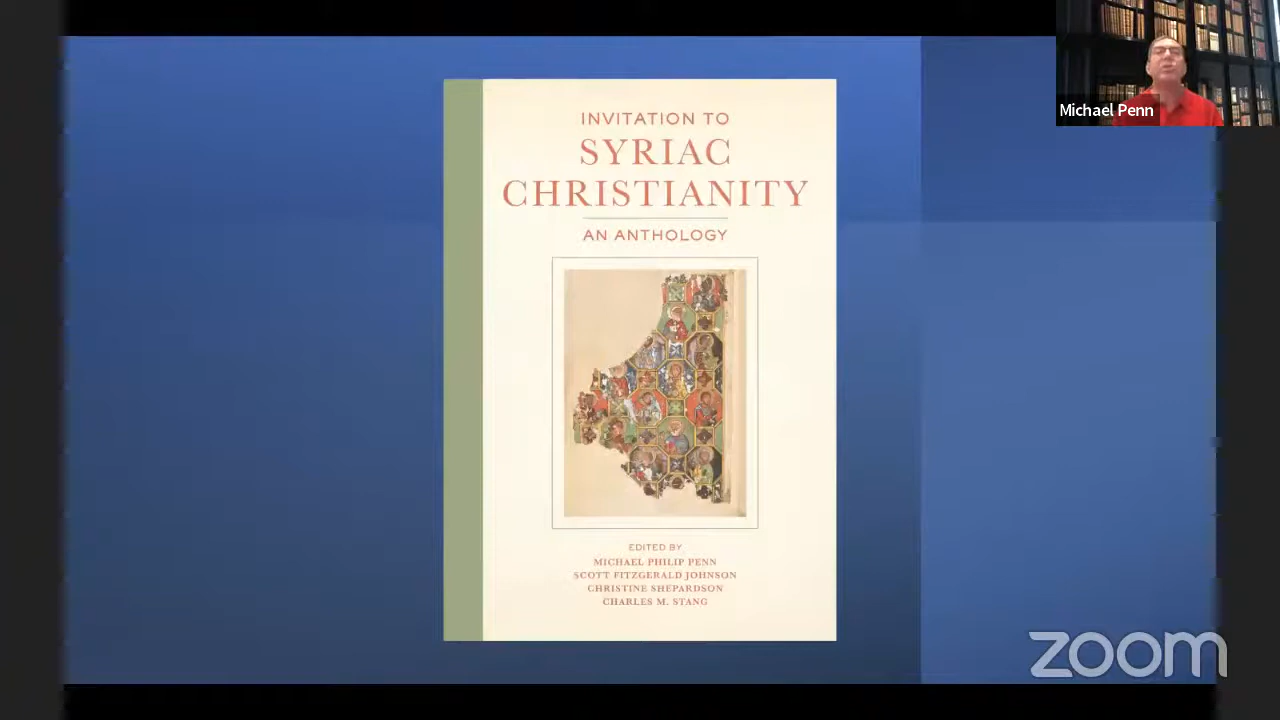 INVITATION TO
SYRIAC
CHRISTIANITY
AN ANTHOLOGY
EDITED BY
MICHAEL PHILIP PENN
SCOTT FITZGERALD JOHNSON
CHRISTINE SHEPARDSON
CHARLES M. STANG
Michael Penn
zoom